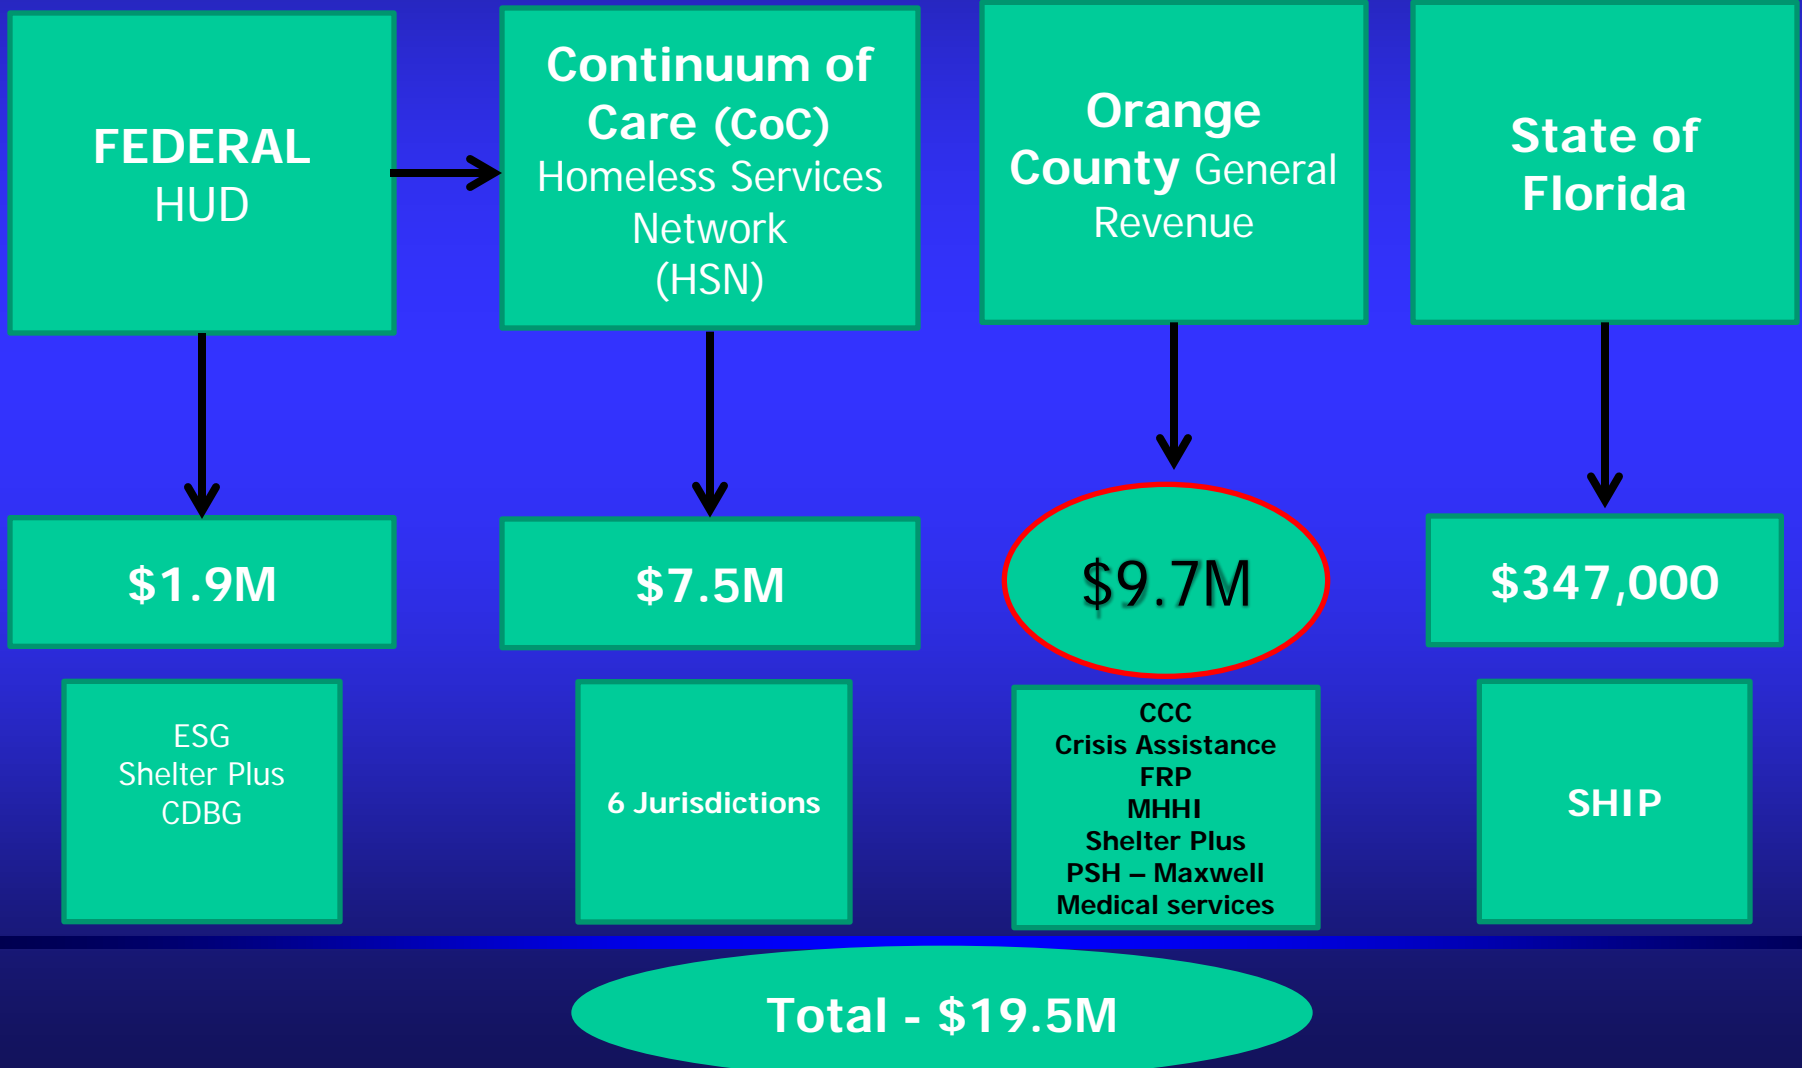 FEDERAL
HUD
Continuum of
Care (CoC)
Homeless Services
Network
(HSN)
Orange
County General
Revenue
State of
Florida
$1.9M
$7.5M
$9.7M
$347,000
ESG
Shelter Plus
CDBG
6 Jurisdictions
CCC
Crisis Assistance
FRP
MHHI
Shelter Plus
PSH – Maxwell
Medical services
SHIP
Total - $19.5M